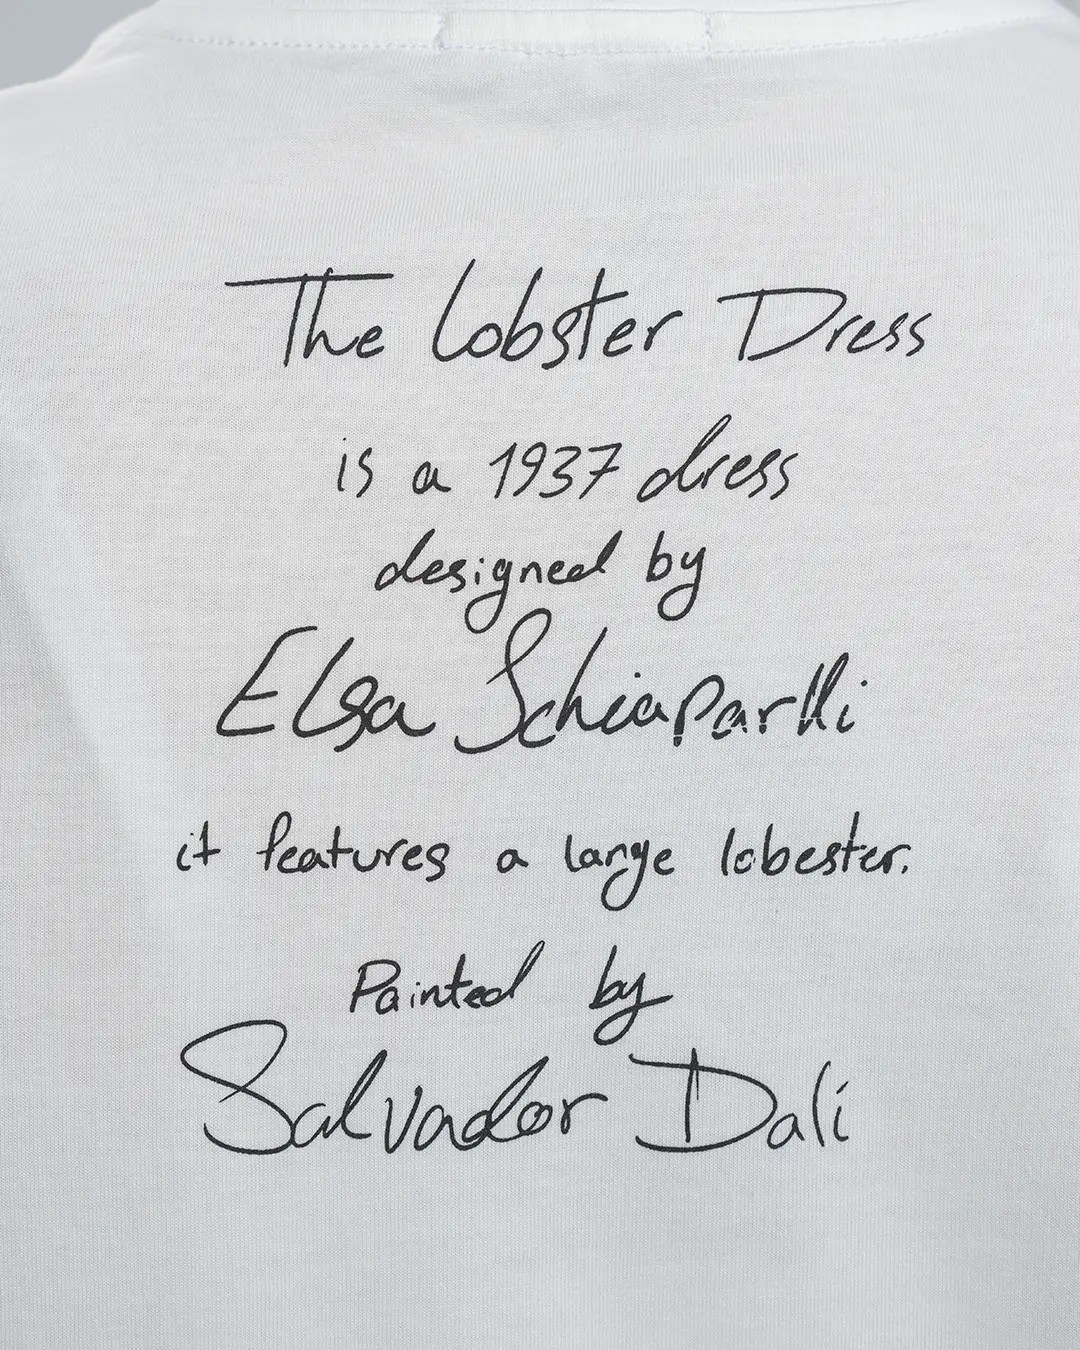 The lobster Dress
is a 1937 dress
designed by
Elsa Schiaparlli
it features a large lobester.
Painted by
Salvador Dali